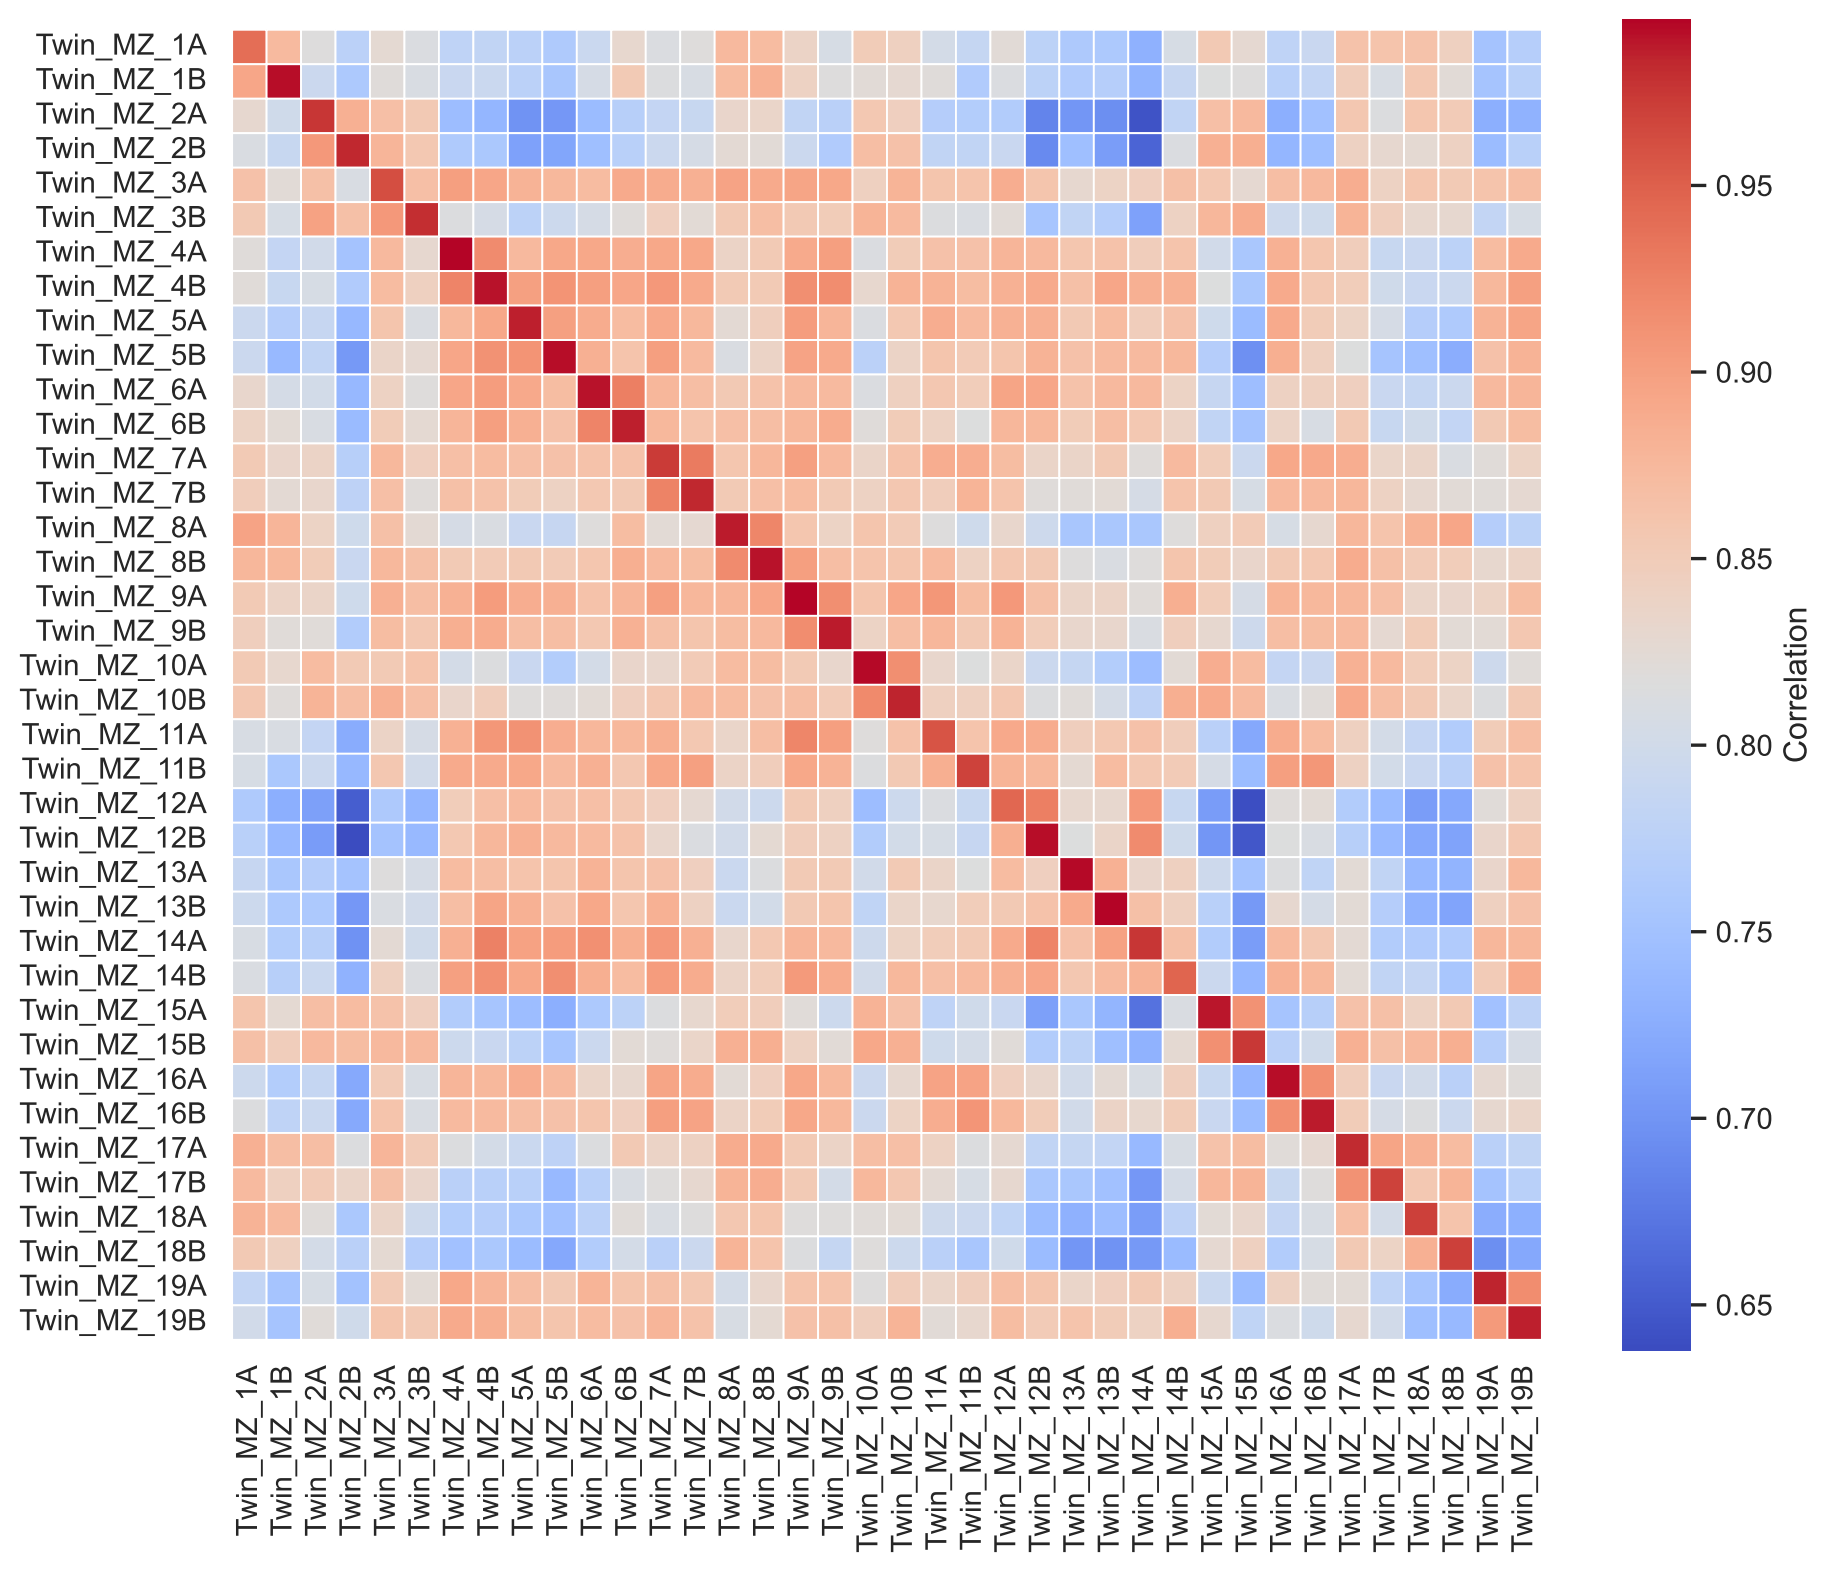 Twin_MZ_1A
Twin_MZ_1B
Twin_MZ_2A
Twin_MZ_2B
Twin_MZ_3A
Twin_MZ_3B
Twin_MZ_4A
Twin_MZ_4B
Twin_MZ_5A
Twin_MZ_5B
Twin_MZ_6A
Twin_MZ_6B
Twin_MZ_7A
Twin_MZ_7B
Twin_MZ_8A
Twin_MZ_8B
Twin_MZ_9A
Twin_MZ_9B
Twin_MZ_10A
Twin_MZ_10B
Twin_MZ_11A
Twin_MZ_11B
Twin_MZ_12A
Twin_MZ_12B
Twin_MZ_13A
Twin_MZ_13B
Twin_MZ_14A
Twin_MZ_14B
Twin_MZ_15A
Twin_MZ_15B
Twin_MZ_16A
Twin_MZ_16B
Twin_MZ_17A
Twin_MZ_17B
Twin_MZ_18A
Twin_MZ_18B
Twin_MZ_19A
Twin_MZ_19B
Twin_MZ_1A
Twin_MZ_1B
Twin_MZ_2A
Twin_MZ_2B
Twin_MZ_3A
Twin_MZ_3B
Twin_MZ_4A
Twin_MZ_4B
Twin_MZ_5A
Twin_MZ_5B
Twin_MZ_6A
Twin_MZ_6B
Twin_MZ_7A
Twin_MZ_7B
Twin_MZ_8A
Twin_MZ_8B
Twin_MZ_9A
Twin_MZ_9B
Twin_MZ_10A
Twin_MZ_10B
Twin_MZ_11A
Twin_MZ_11B
Twin_MZ_12A
Twin_MZ_12B
Twin_MZ_13A
Twin_MZ_13B
Twin_MZ_14A
Twin_MZ_14B
Twin_MZ_15A
Twin_MZ_15B
Twin_MZ_16A
Twin_MZ_16B
Twin_MZ_17A
Twin_MZ_17B
Twin_MZ_18A
Twin_MZ_18B
Twin_MZ_19A
Twin_MZ_19B
0.95
0.90
0.85
0.80
0.75
0.70
0.65
Correlation